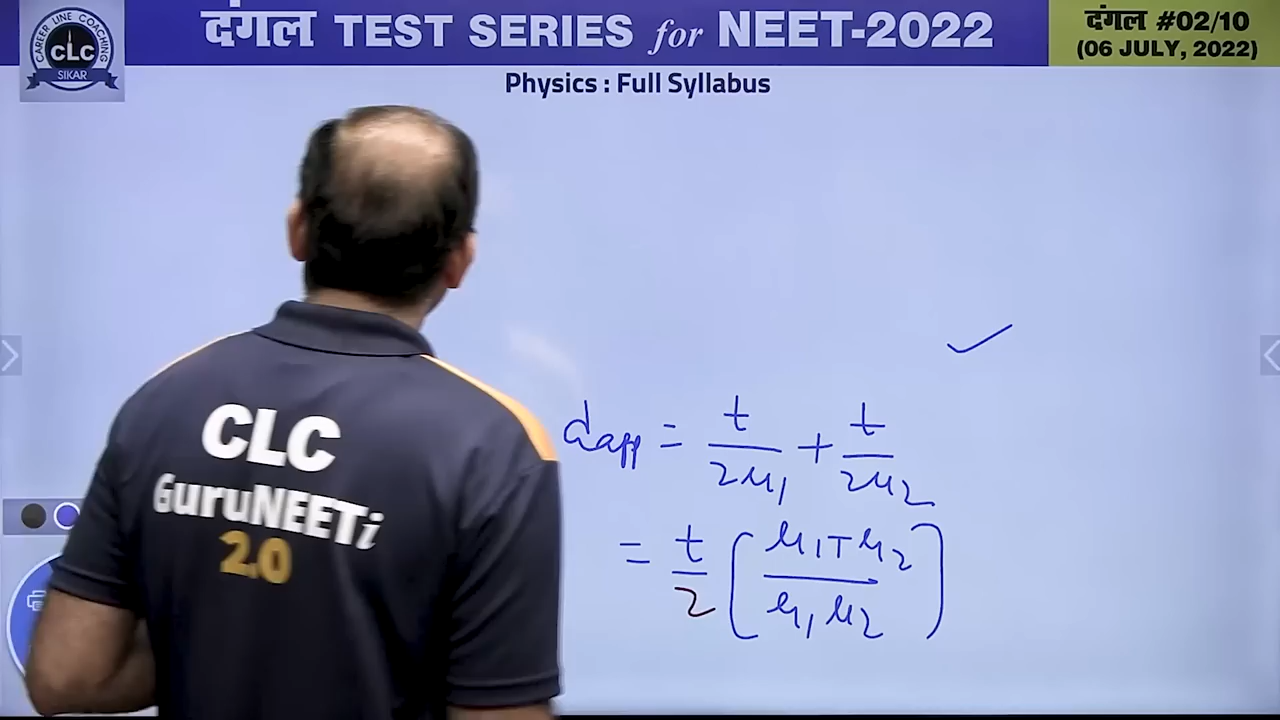 दंगल TEST SERIES for NEET-2022
दंगल #02/10
(06 JULY, 2022)
CAREER LINE COACHING
CLC
SIKAR
Physics : Full Syllabus
d_app = t/2μ₁ + t/2μ₂
= t/2 [μ₁+μ₂/μ₁μ₂]
CLC
GuruNEETi
2.0